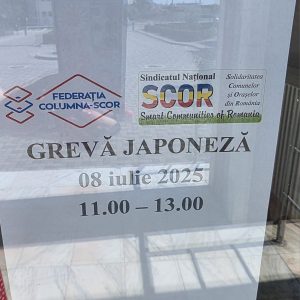 FEDERAȚIA
COLUMNA-SCOR
Sindicatul Național
SCOR
Smart Communities of Romania
Solidaritatea
Comunelor
și Orașelor
din România
GREVĂ JAPONEZĂ
08 iulie 2025
11.00 – 13.00